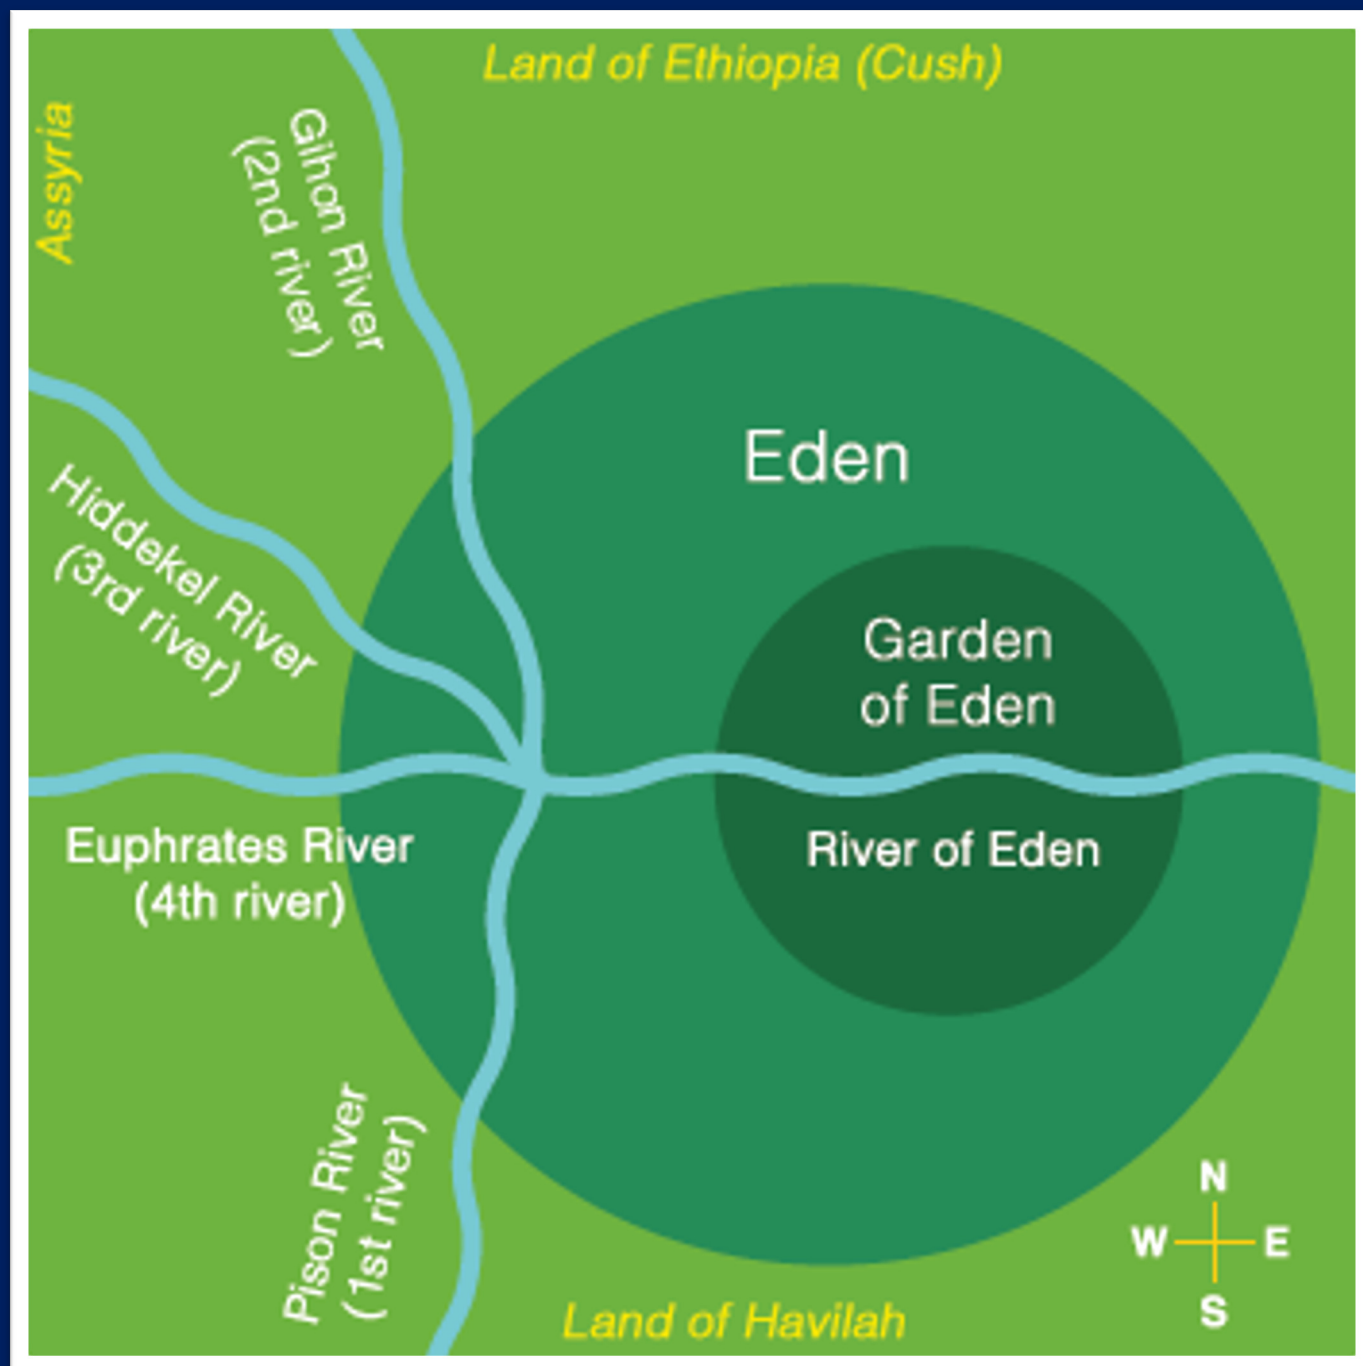 Land of Ethiopia (Cush)
Assyria
Gihon River
(2nd river)
Eden
Hiddekel River
(3rd river)
Garden
of Eden
River of Eden
Euphrates River
(4th river)
Pison River
(1st river)
N
W E
S
Land of Havilah